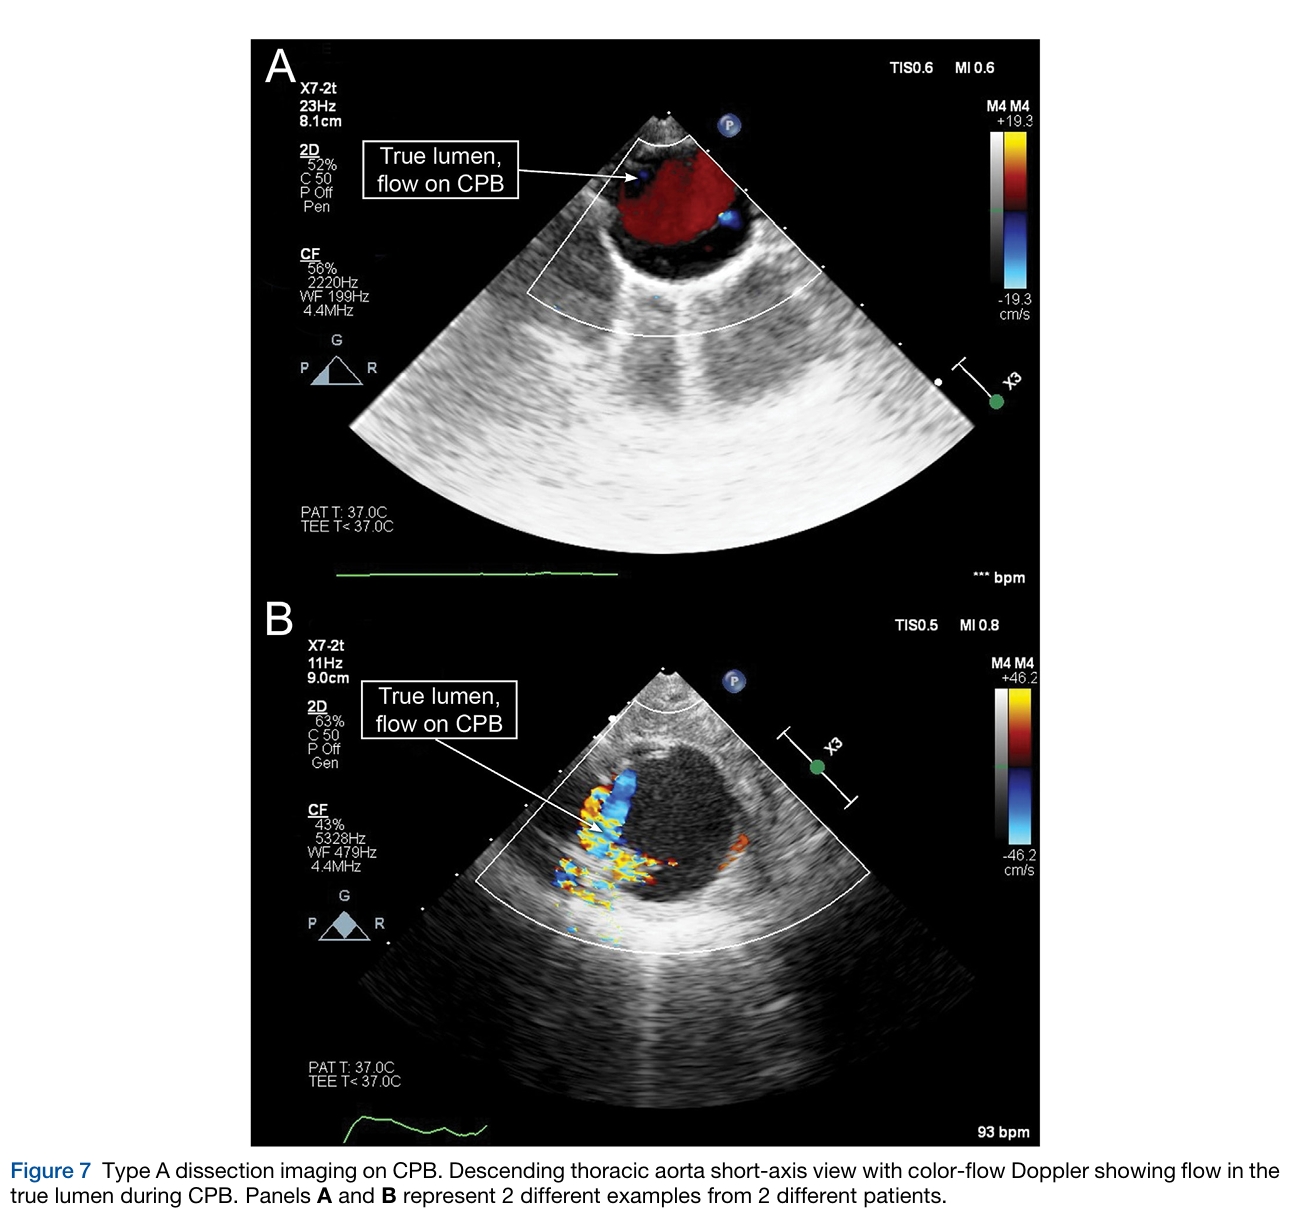 A
TIS0.6 MI 0.6
X7-2t
23Hz
8.1cm
M4 M4
+19.3
P
2D
52%
C 50
P Off
Pen
True lumen,
flow on CPB
CF
56%
2220Hz
WF 199Hz
4.4MHz
-19.3
cm/s
G
P R
X3
PAT T: 37.0C
TEE T< 37.0C
*** bpm
B
TIS0.5 MI 0.8
X7-2t
11Hz
9.0cm
M4 M4
+46.2
P
2D
63%
C 50
P Off
Gen
True lumen,
flow on CPB
X3
CF
43%
5328Hz
WF 479Hz
4.4MHz
-46.2
cm/s
G
P R
PAT T: 37.0C
TEE T< 37.0C
93 bpm
Figure 7 Type A dissection imaging on CPB. Descending thoracic aorta short-axis view with color-flow Doppler showing flow in the
true lumen during CPB. Panels A and B represent 2 different examples from 2 different patients.